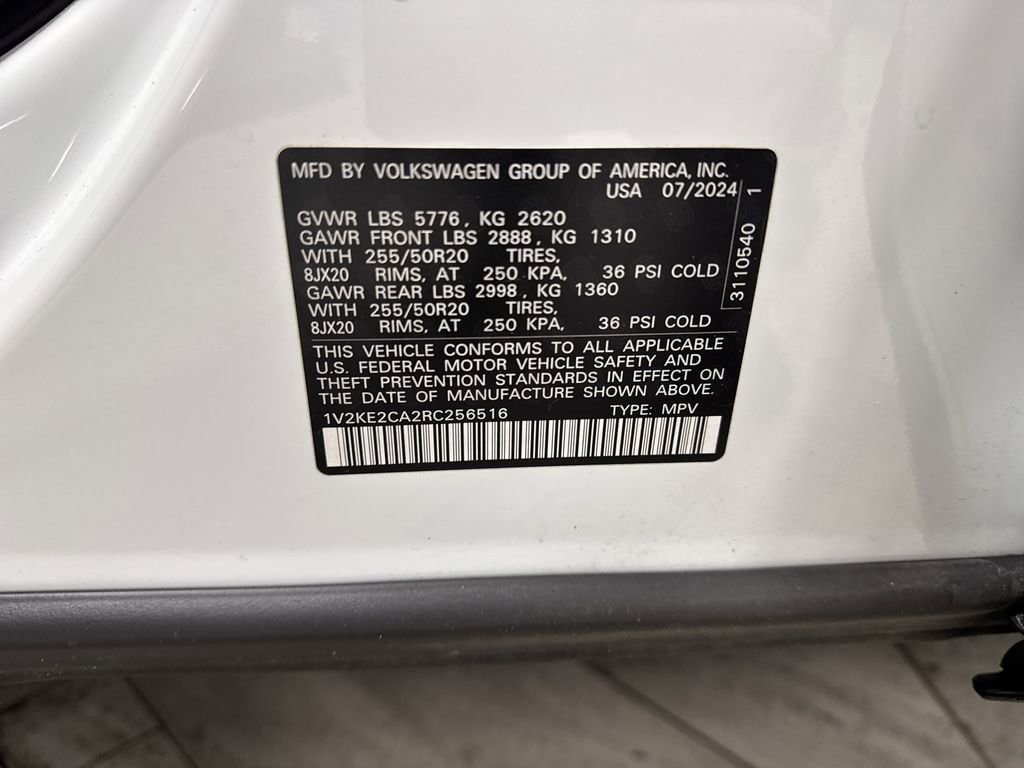 MFD BY VOLKSWAGEN GROUP OF AMERICA, INC.
USA 07/2024
GVWR LBS 5776, KG 2620
GAWR FRONT LBS 2888, KG 1310
WITH 255/50R20 TIRES,
8JX20 RIMS, AT 250 KPA, 36 PSI COLD
GAWR REAR LBS 2998, KG 1360
WITH 255/50R20 TIRES,
8JX20 RIMS, AT 250 KPA, 36 PSI COLD
3110540 1
THIS VEHICLE CONFORMS TO ALL APPLICABLE
U.S. FEDERAL MOTOR VEHICLE SAFETY AND
THEFT PREVENTION STANDARDS IN EFFECT ON
THE DATE OF MANUFACTURE SHOWN ABOVE.
1V2KE2CA2RC256516 TYPE: MPV